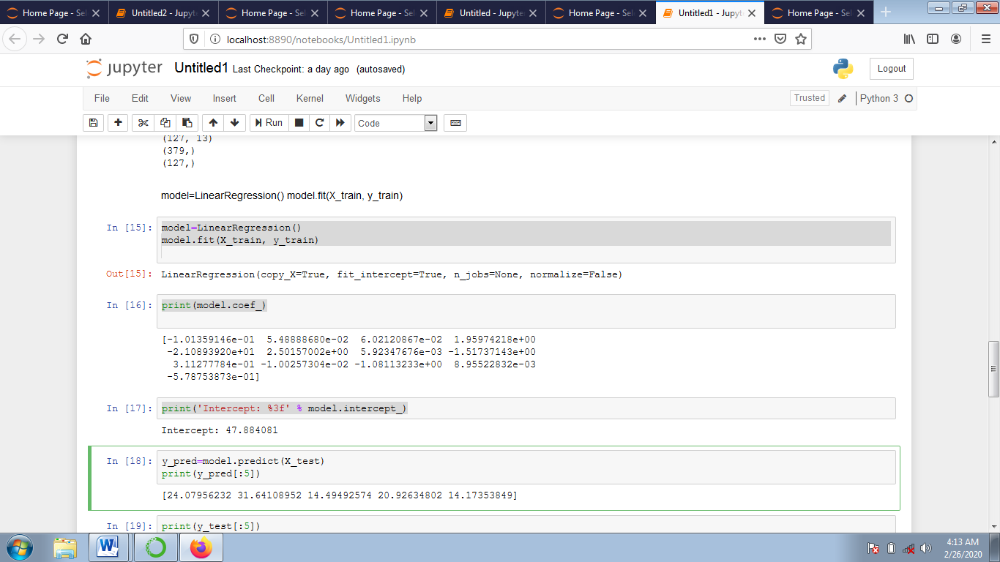 Home Page - Sel
Untitled2 - Jupyte
Home Page - Sel
Home Page - Sel
Untitled - Jupyte
Home Page - Sel
Untitled1 - Jupyte
Home Page - Sel
localhost:8890/notebooks/Untitled1.ipynb
jupyter Untitled1 Last Checkpoint: a day ago (autosaved)
Logout
File Edit View Insert Cell Kernel Widgets Help
Trusted
Python 3
Run
Code
(127, 13)
(379,)
(127,)
model=LinearRegression() model.fit(X_train, y_train)
In [15]: model=LinearRegression()
model.fit(X_train, y_train)
Out[15]: LinearRegression(copy_X=True, fit_intercept=True, n_jobs=None, normalize=False)
In [16]: print(model.coef_)
[-1.01359146e-01 5.48888680e-02 6.02120867e-02 1.95974218e+00
-2.10893920e+01 2.50157002e+00 5.92347676e-03 -1.51737143e+00
3.11277784e-01 -1.00257304e-02 -1.08113233e+00 8.95522832e-03
-5.78753873e-01]
In [17]: print('Intercept: %3f' % model.intercept_)
Intercept: 47.884081
In [18]: y_pred=model.predict(X_test)
print(y_pred[:5])
[24.07956232 31.64108952 14.49492574 20.92634802 14.17353849]
In [19]: print(y_test[:5])
4:13 AM
2/26/2020